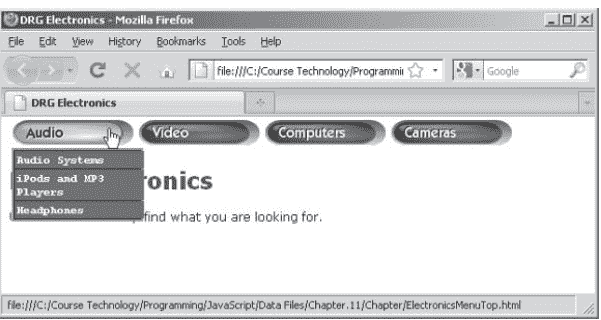 DRG Electronics - Mozilla Firefox
File Edit View History Bookmarks Tools Help
file:///C:/Course Technology/Programmi
Google
DRG Electronics
Audio Video Computers Cameras
Audio Systems
iPods and MP3
Players
Headphones
onics
find what you are looking for.
file:///C:/Course Technology/Programming/JavaScript/Data Files/Chapter.11/Chapter/ElectronicsMenuTop.html